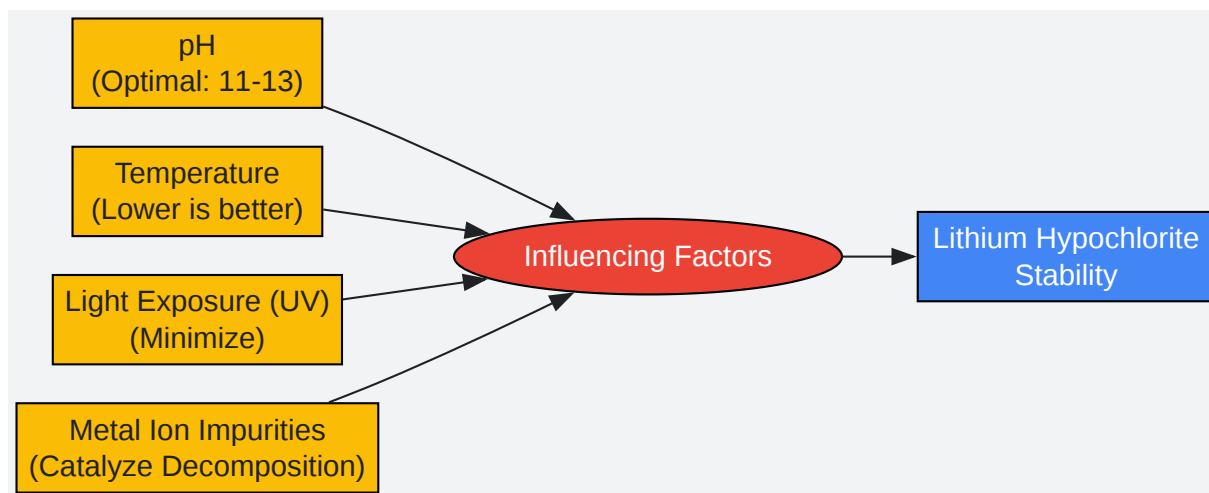 pH
(Optimal: 11-13)
Temperature
(Lower is better)
Light Exposure (UV)
(Minimize)
Metal Ion Impurities
(Catalyze Decomposition)
Influencing Factors
Lithium Hypochlorite
Stability